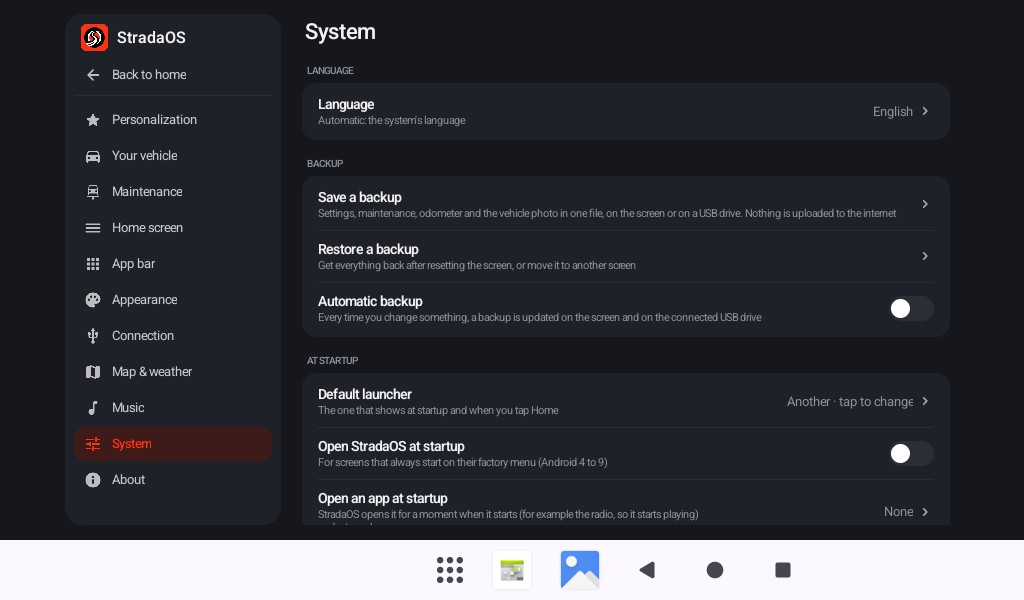 StradaOS
Back to home
Personalization
Your vehicle
Maintenance
Home screen
App bar
Appearance
Connection
Map & weather
Music
System
About
System
LANGUAGE
Language
Automatic: the system's language
English
BACKUP
Save a backup
Settings, maintenance, odometer and the vehicle photo in one file, on the screen or on a USB drive. Nothing is uploaded to the internet
Restore a backup
Get everything back after resetting the screen, or move it to another screen
Automatic backup
Every time you change something, a backup is updated on the screen and on the connected USB drive
AT STARTUP
Default launcher
The one that shows at startup and when you tap Home
Another · tap to change
Open StradaOS at startup
For screens that always start on their factory menu (Android 4 to 9)
Open an app at startup
StradaOS opens it for a moment when it starts (for example the radio, so it starts playing)
None